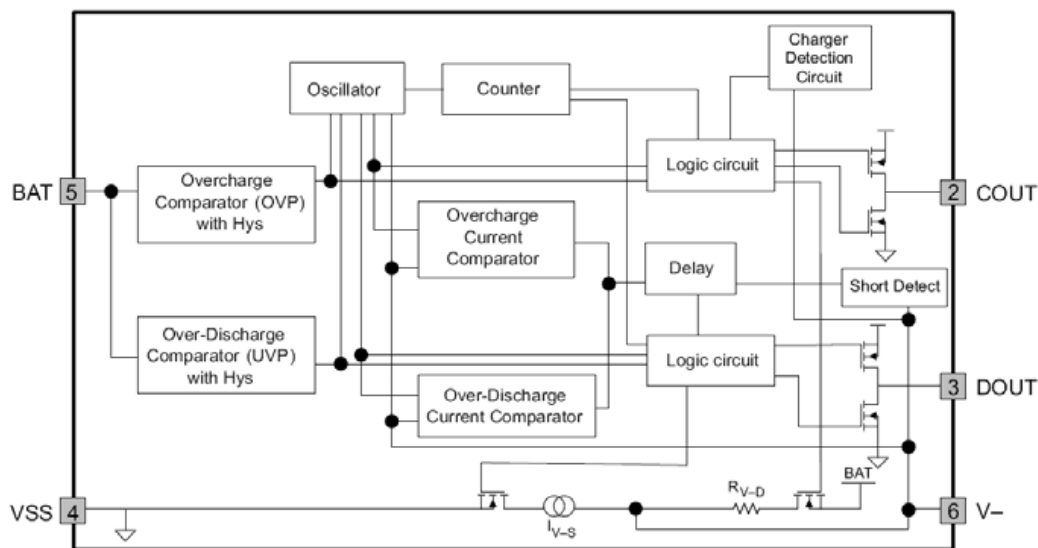 Charger
Detection
Circuit
Oscillator
Counter
Logic circuit
BAT 5
Overcharge
Comparator (OVP)
with Hys
2 COUT
Overcharge
Current
Comparator
Delay
Short Detect
Over-Discharge
Comparator (UVP)
with Hys
Logic circuit
3 DOUT
Over-Discharge
Current Comparator
BAT
RV–D
VSS 4
IV–S
6 V–